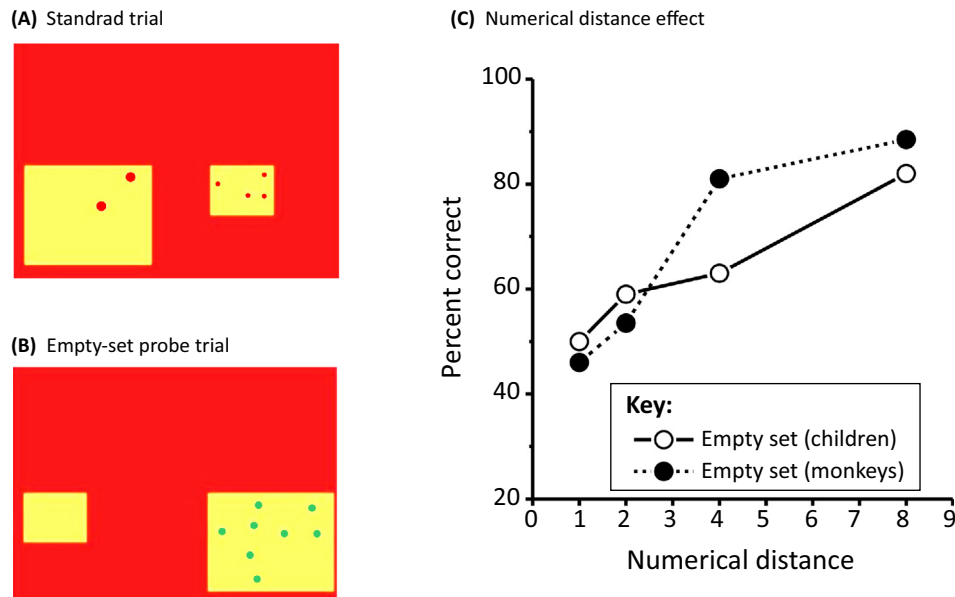 (A) Standrad trial
(B) Empty-set probe trial
(C) Numerical distance effect
100
80
60
40
20
Percent correct
Key:
Empty set (children)
Empty set (monkeys)
0 1 2 3 4 5 6 7 8 9
Numerical distance